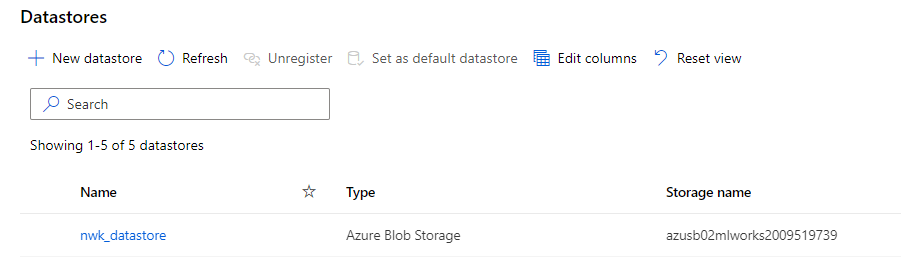 Datastores
New datastore Refresh Unregister Set as default datastore Edit columns Reset view
Search
Showing 1-5 of 5 datastores
Name Type Storage name
nwk_datastore Azure Blob Storage azusb02mlworks2009519739